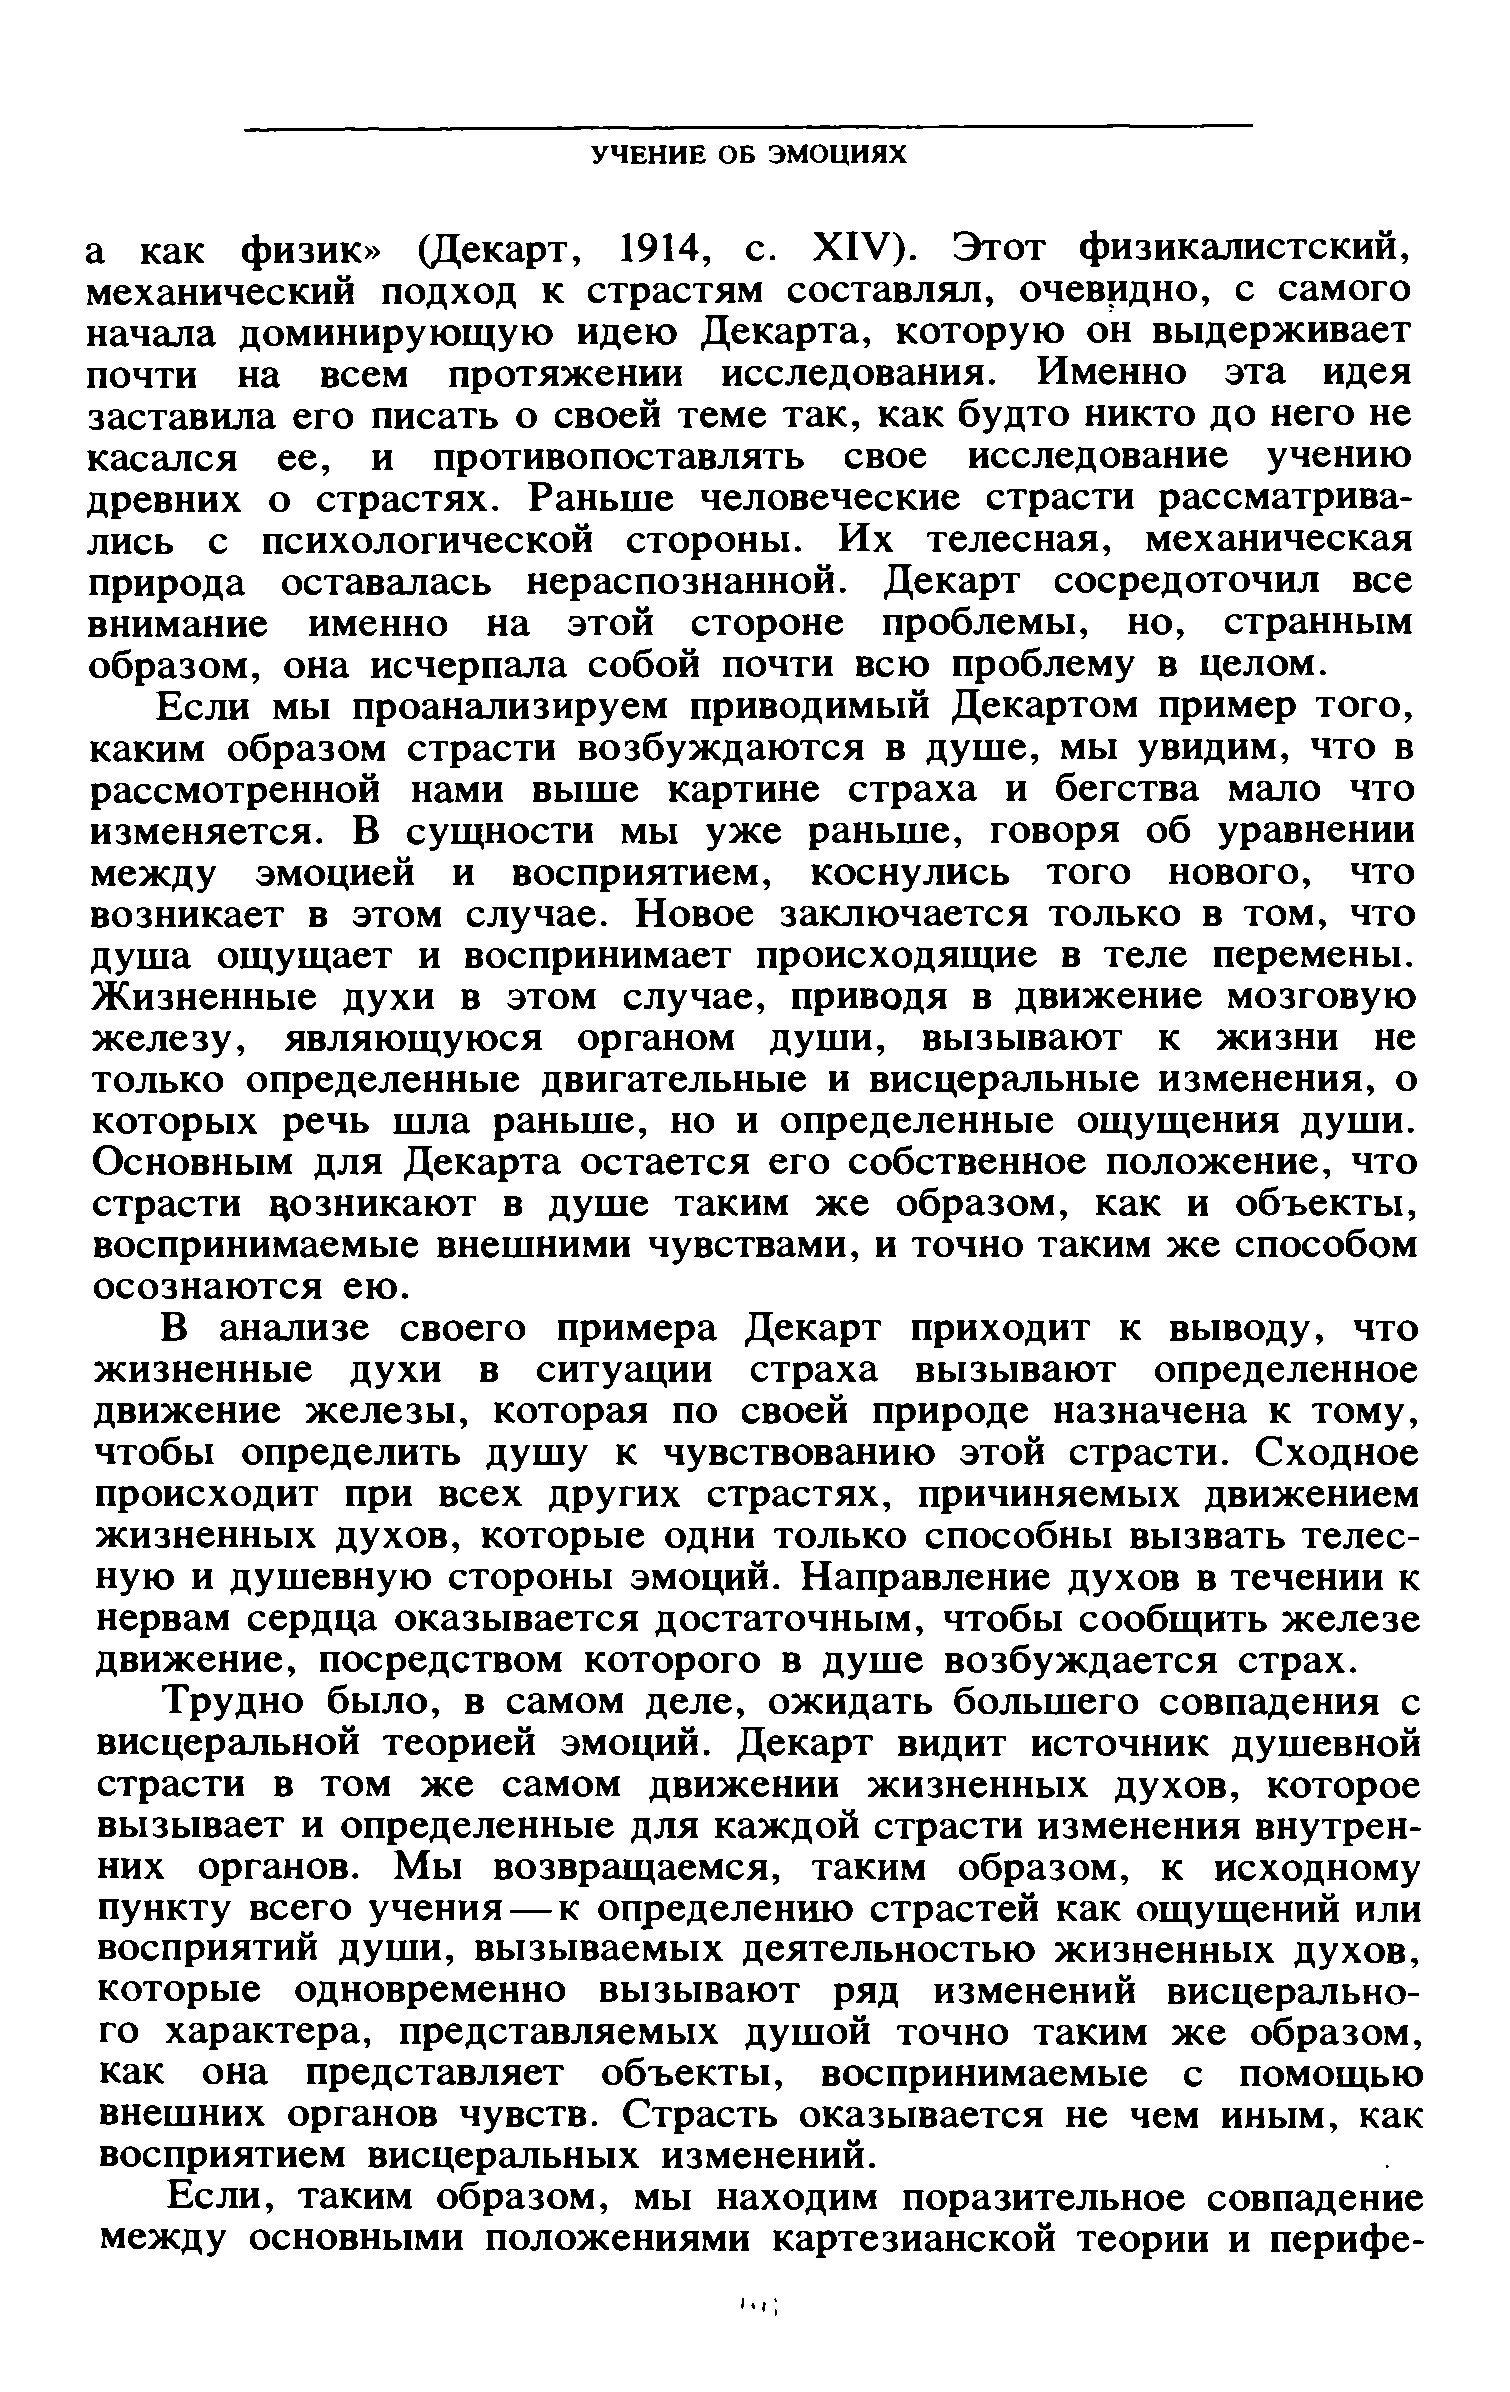 УЧЕНИЕ ОБ ЭМОЦИЯХ
а как физик» (Декарт, 1914, с. XIV). Этот физикалистский,
механический подход к страстям составлял, очевидно, с самого
начала доминирующую идею Декарта, которую он выдерживает
почти на всем протяжении исследования. Именно эта идея
заставила его писать о своей теме так, как будто никто до него не
касался ее, и противопоставлять свое исследование учению
древних о страстях. Раньше человеческие страсти рассматрива-
лись с психологической стороны. Их телесная, механическая
природа оставалась нераспознанной. Декарт сосредоточил все
внимание именно на этой стороне проблемы, но, странным
образом, она исчерпала собой почти всю проблему в целом.
Если мы проанализируем приводимый Декартом пример того,
каким образом страсти возбуждаются в душе, мы увидим, что в
рассмотренной нами выше картине страха и бегства мало что
изменяется. В сущности мы уже раньше, говоря об уравнении
между эмоцией и восприятием, коснулись того нового, что
возникает в этом случае. Новое заключается только в том, что
душа ощущает и воспринимает происходящие в теле перемены.
Жизненные духи в этом случае, приводя в движение мозговую
железу, являющуюся органом души, вызывают к жизни не
только определенные двигательные и висцеральные изменения, о
которых речь шла раньше, но и определенные ощущения души.
Основным для Декарта остается его собственное положение, что
страсти возникают в душе таким же образом, как и объекты,
воспринимаемые внешними чувствами, и точно таким же способом
осознаются ею.
В анализе своего примера Декарт приходит к выводу, что
жизненные духи в ситуации страха вызывают определенное
движение железы, которая по своей природе назначена к тому,
чтобы определить душу к чувствованию этой страсти. Сходное
происходит при всех других страстях, причиняемых движением
жизненных духов, которые одни только способны вызвать телес-
ную и душевную стороны эмоций. Направление духов в течении к
нервам сердца оказывается достаточным, чтобы сообщить железе
движение, посредством которого в душе возбуждается страх.
Трудно было, в самом деле, ожидать большего совпадения с
висцеральной теорией эмоций. Декарт видит источник душевной
страсти в том же самом движении жизненных духов, которое
вызывает и определенные для каждой страсти изменения внутрен-
них органов. Мы возвращаемся, таким образом, к исходному
пункту всего учения—к определению страстей как ощущений или
восприятий души, вызываемых деятельностью жизненных духов,
которые одновременно вызывают ряд изменений висцерально-
го характера, представляемых душой точно таким же образом,
как она представляет объекты, воспринимаемые с помощью
внешних органов чувств. Страсть оказывается не чем иным, как
восприятием висцеральных изменений.
Если, таким образом, мы находим поразительное совпадение
между основными положениями картезианской теории и перифе-